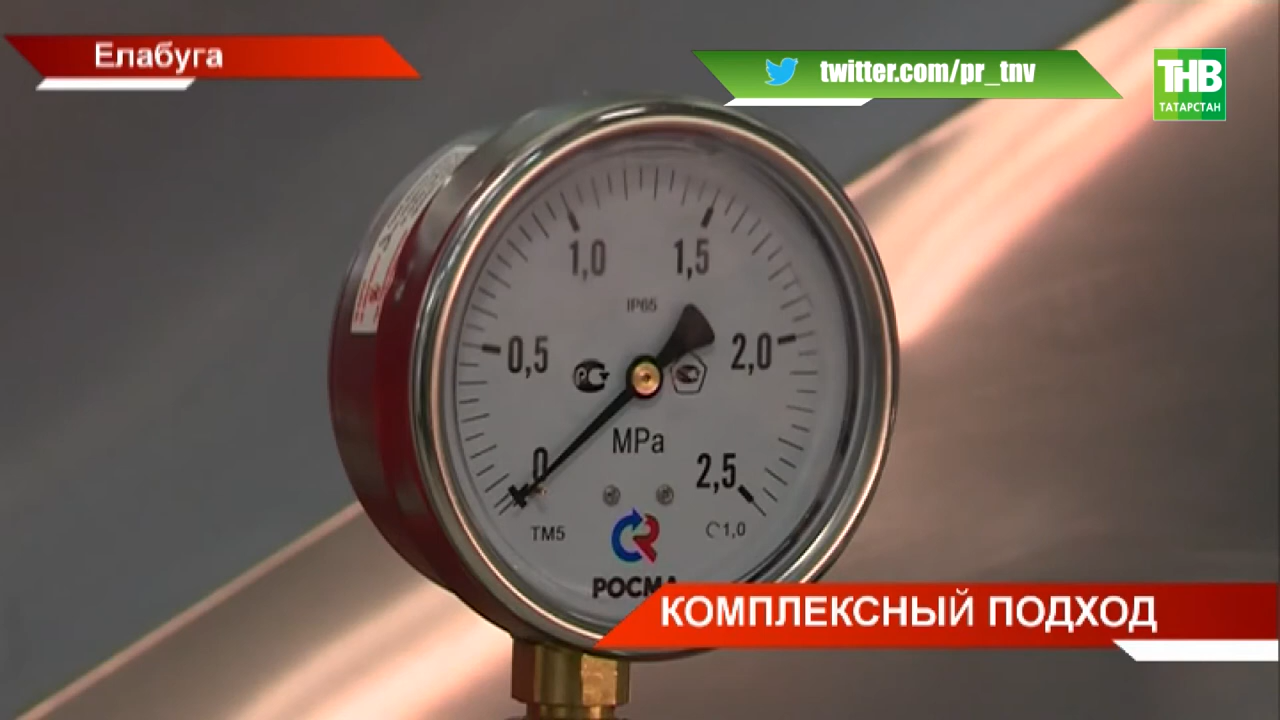 Елабуга
twitter.com/pr_tnv
ТНВ
ТАТАРСТАН
1,0
1,5
IP65
0,5
2,0
MPa
0
2,5
ТМ5
1,0
РОСМА
КОМПЛЕКСНЫЙ ПОДХОД